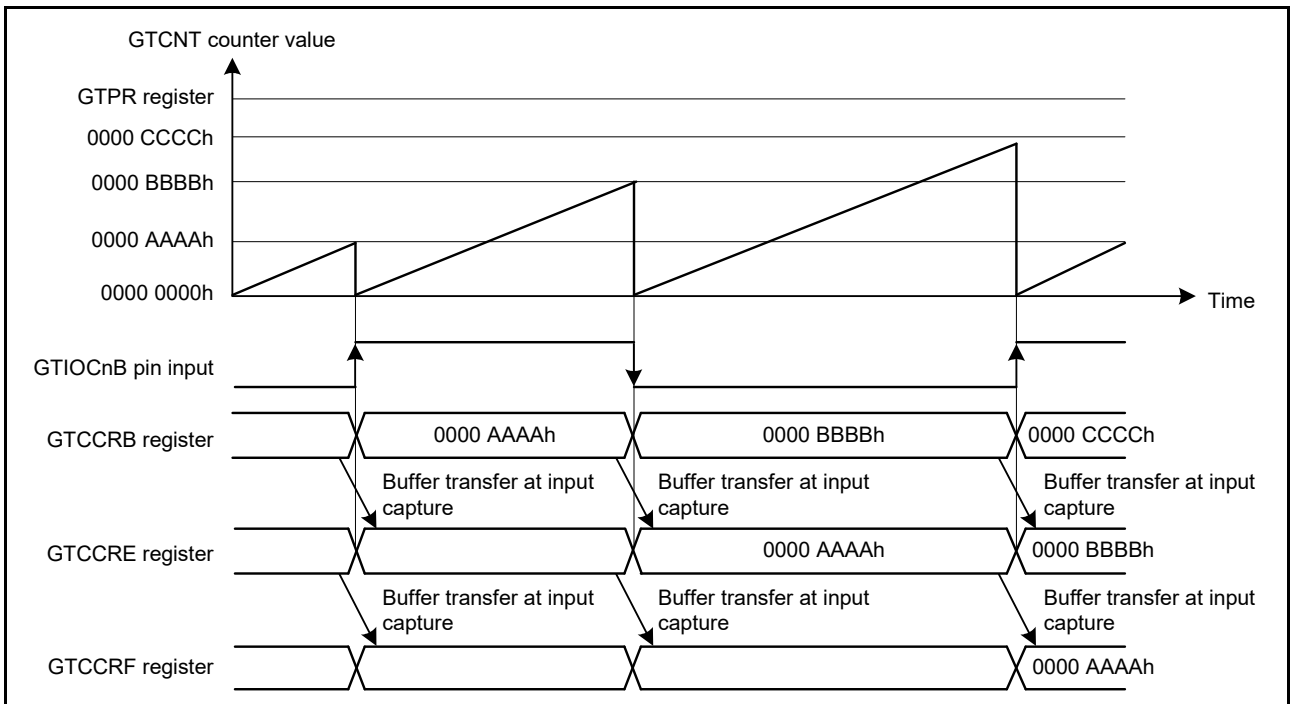 GTCNT counter value
GTPR register
0000 CCCCh
0000 BBBBh
0000 AAAAh
0000 0000h
Time
GTIOCnB pin input
GTCCRB register
0000 AAAAh
0000 BBBBh
0000 CCCCh
Buffer transfer at input
capture
Buffer transfer at input
capture
Buffer transfer at input
capture
GTCCRE register
0000 AAAAh
0000 BBBBh
Buffer transfer at input
capture
Buffer transfer at input
capture
Buffer transfer at input
capture
GTCCRF register
0000 AAAAh